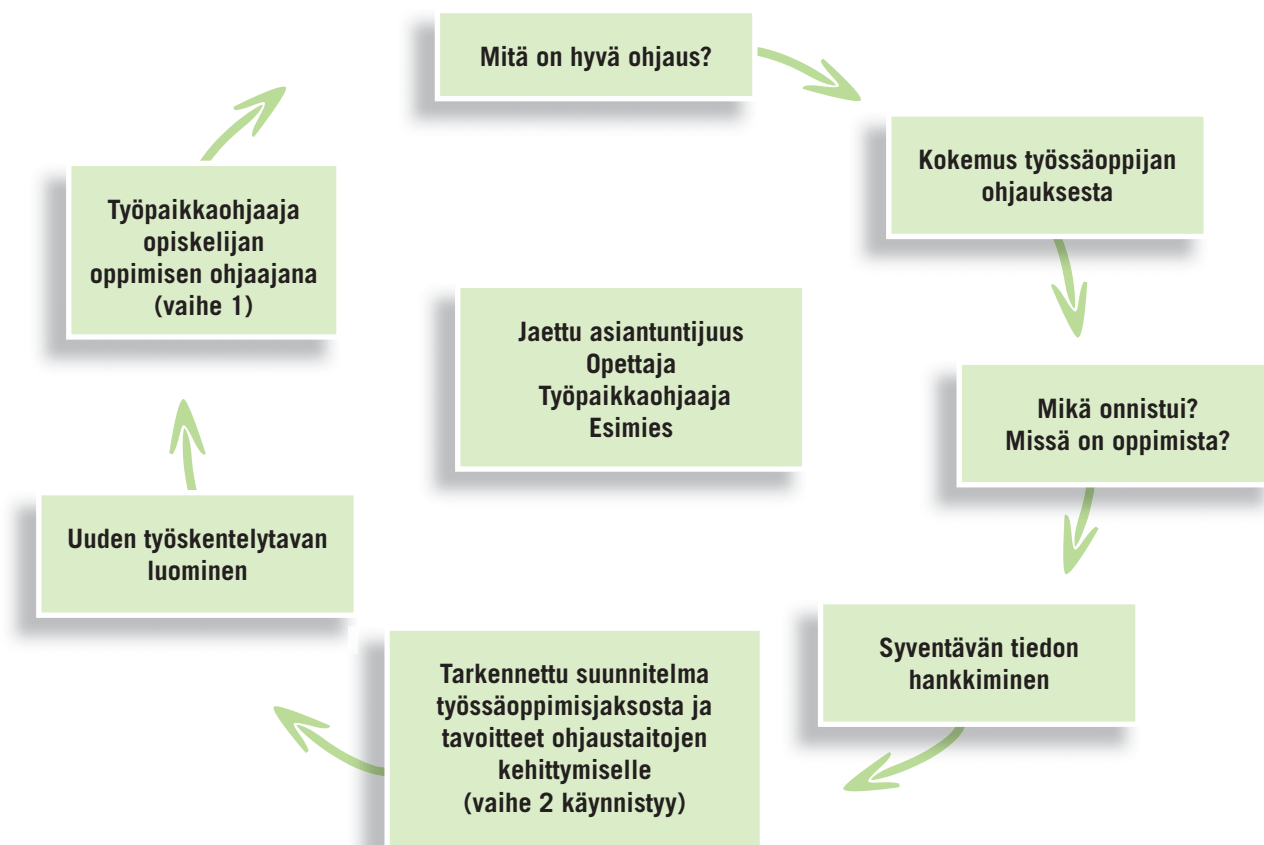 Mitä on hyvä ohjaus?
Kokemus työssäoppijan
ohjauksesta
Mikä onnistui?
Missä on oppimista?
Syventävän tiedon
hankkiminen
Tarkennettu suunnitelma
työssäoppimisjaksosta ja
tavoitteet ohjaustaitojen
kehittymiselle
(vaihe 2 käynnistyy)
Uuden työskentelytavan
luominen
Työpaikkaohjaaja
opiskelijan
oppimisen ohjaajana
(vaihe 1)
Jaettu asiantuntijuus
Opettaja
Työpaikkaohjaaja
Esimies